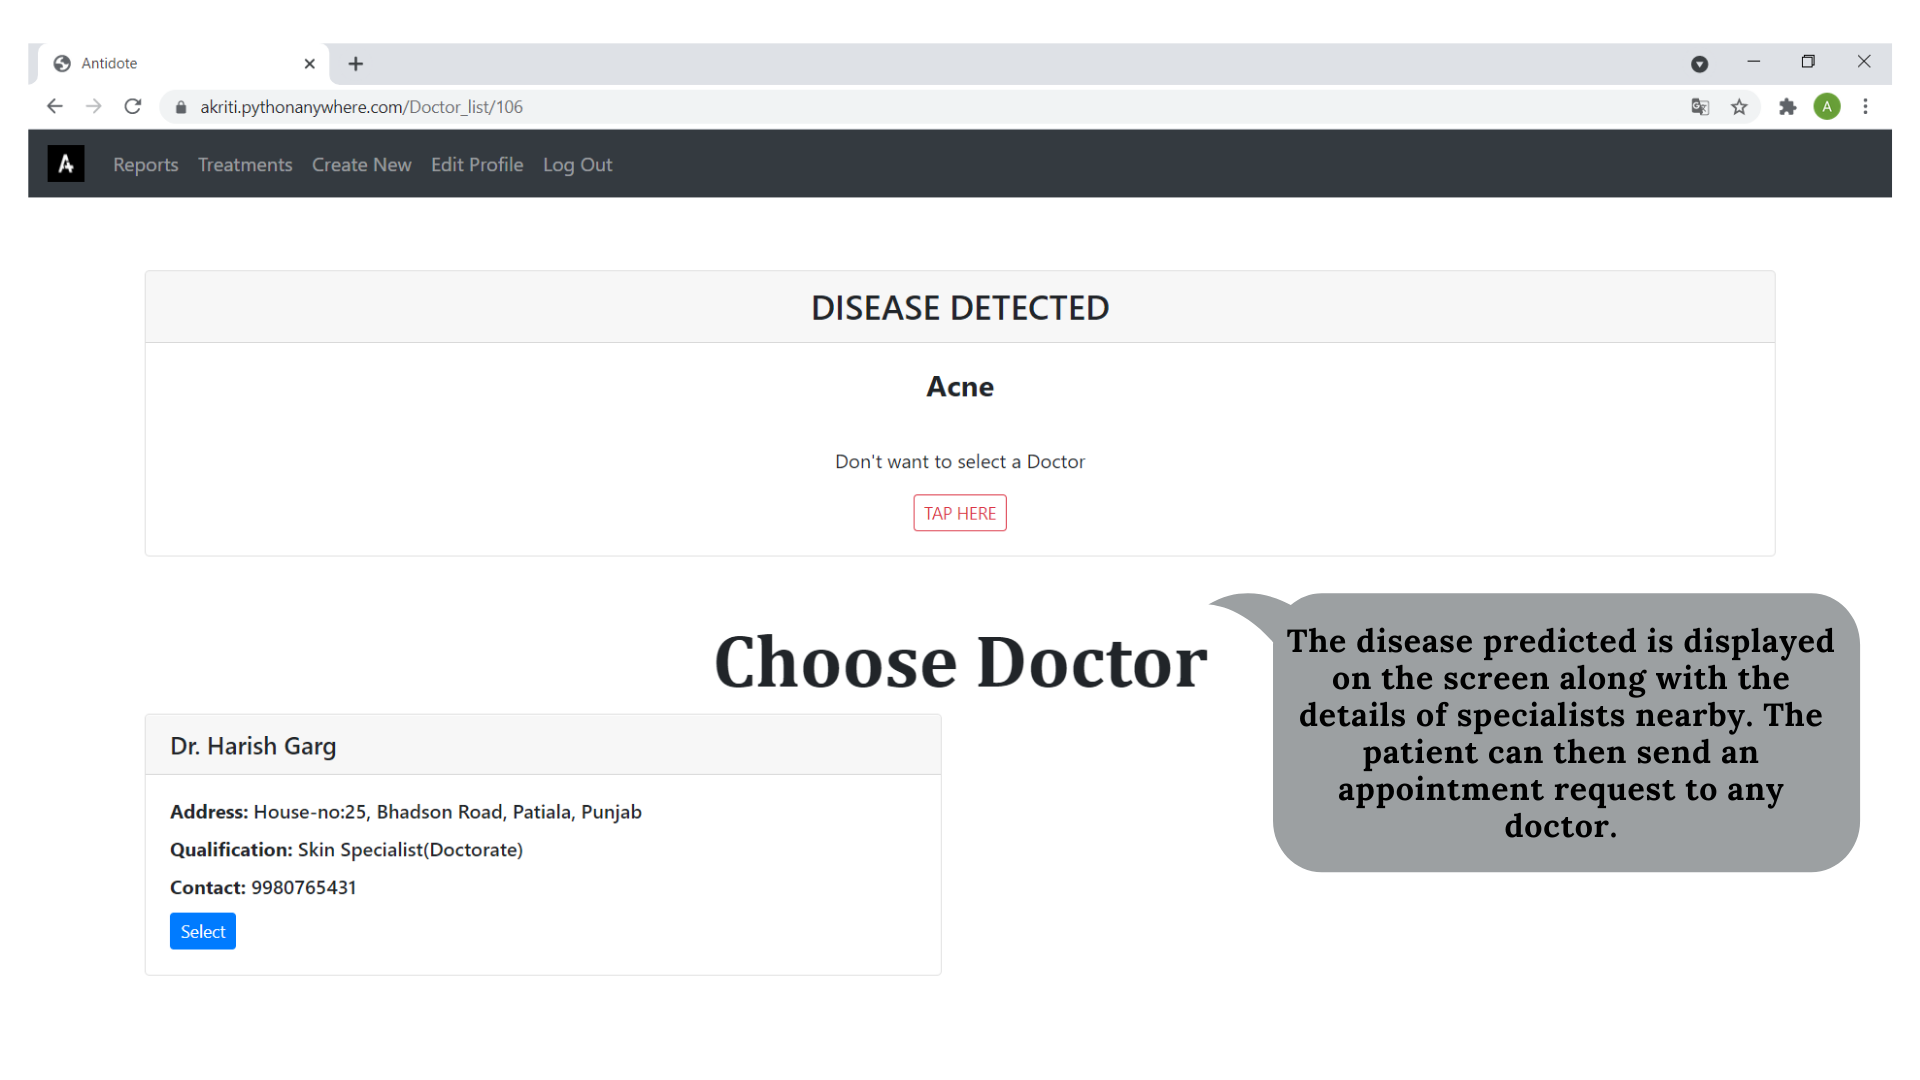 Antidote
akriti.pythonanywhere.com/Doctor_list/106
A
A
Reports Treatments Create New Edit Profile Log Out
DISEASE DETECTED
Acne
Don't want to select a Doctor
TAP HERE
Choose Doctor
The disease predicted is displayed
on the screen along with the
details of specialists nearby. The
patient can then send an
appointment request to any
doctor.
Dr. Harish Garg
Address: House-no:25, Bhadson Road, Patiala, Punjab
Qualification: Skin Specialist(Doctorate)
Contact: 9980765431
Select